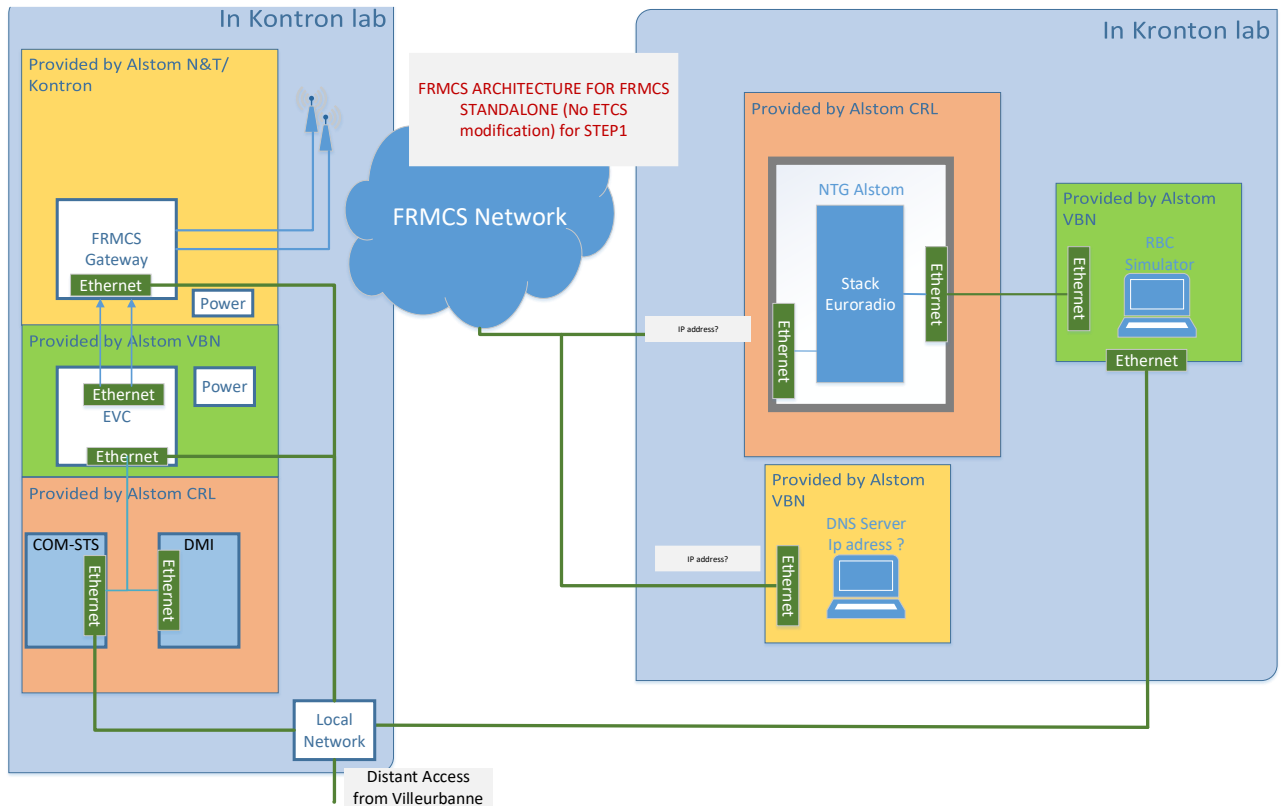 In Kontron lab
Provided by Alstom N&T/
Kontron
FRMCS
Gateway
Ethernet
Power
Provided by Alstom VBN
Ethernet
EVC
Power
Ethernet
Provided by Alstom CRL
COM-STS
Ethernet
DMI
Ethernet
Local
Network
Distant Access
from Villeurbanne
FRMCS ARCHITECTURE FOR FRMCS
STANDALONE (No ETCS
modification) for STEP1
FRMCS Network
In Kronton lab
Provided by Alstom CRL
NTG Alstom
Stack
Euroradio
Ethernet
Ethernet
IP address?
Provided by Alstom
VBN
RBC
Simulator
Ethernet
Ethernet
Provided by Alstom
VBN
DNS Server
Ip adress ?
Ethernet
IP address?